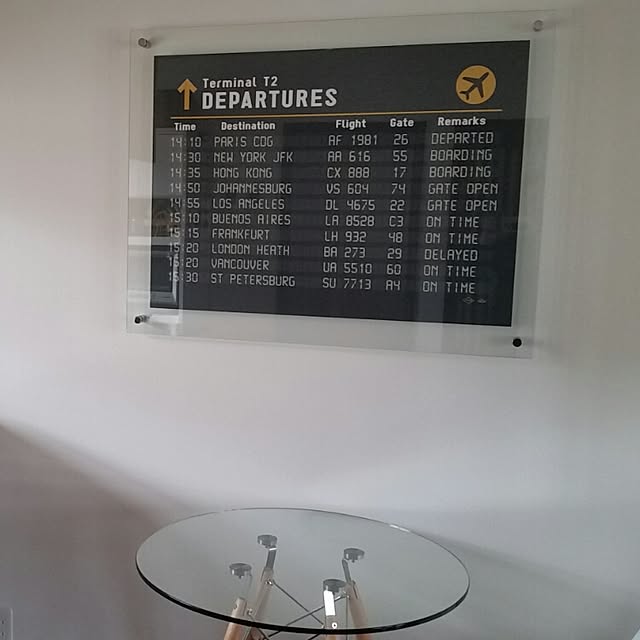 Terminal T2
DEPARTURES
Time Destination Flight Gate Remarks
14:10 PARIS CDG AF 1981 26 DEPARTED
14:30 NEW YORK JFK AA 616 55 BOARDING
14:35 HONG KONG CX 888 17 BOARDING
14:50 JOHANNESBURG VS 604 74 GATE OPEN
14:55 LOS ANGELES DL 4675 22 GATE OPEN
15:10 BUENOS AIRES LA 8528 C3 ON TIME
15:15 FRANKFURT LH 932 48 ON TIME
15:20 LONDON HEATH BA 273 29 DELAYED
15:20 VANCOUVER UA 5510 60 ON TIME
15:30 ST PETERSBURG SU 7713 A4 ON TIME